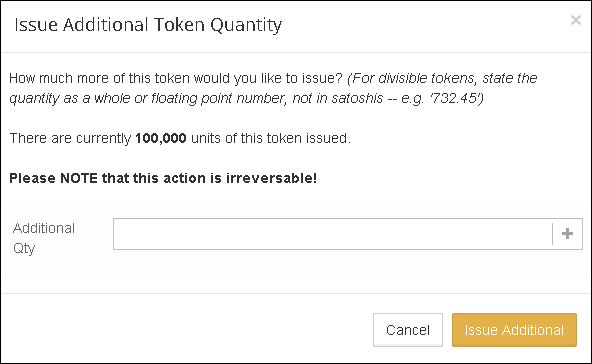 Issue Additional Token Quantity
×
How much more of this token would you like to issue? (For divisible tokens, state the
quantity as a whole or floating point number, not in satoshis -- e.g. '732.45')
There are currently 100,000 units of this token issued.
Please NOTE that this action is irreversable!
Additional
Qty
+
Cancel
Issue Additional